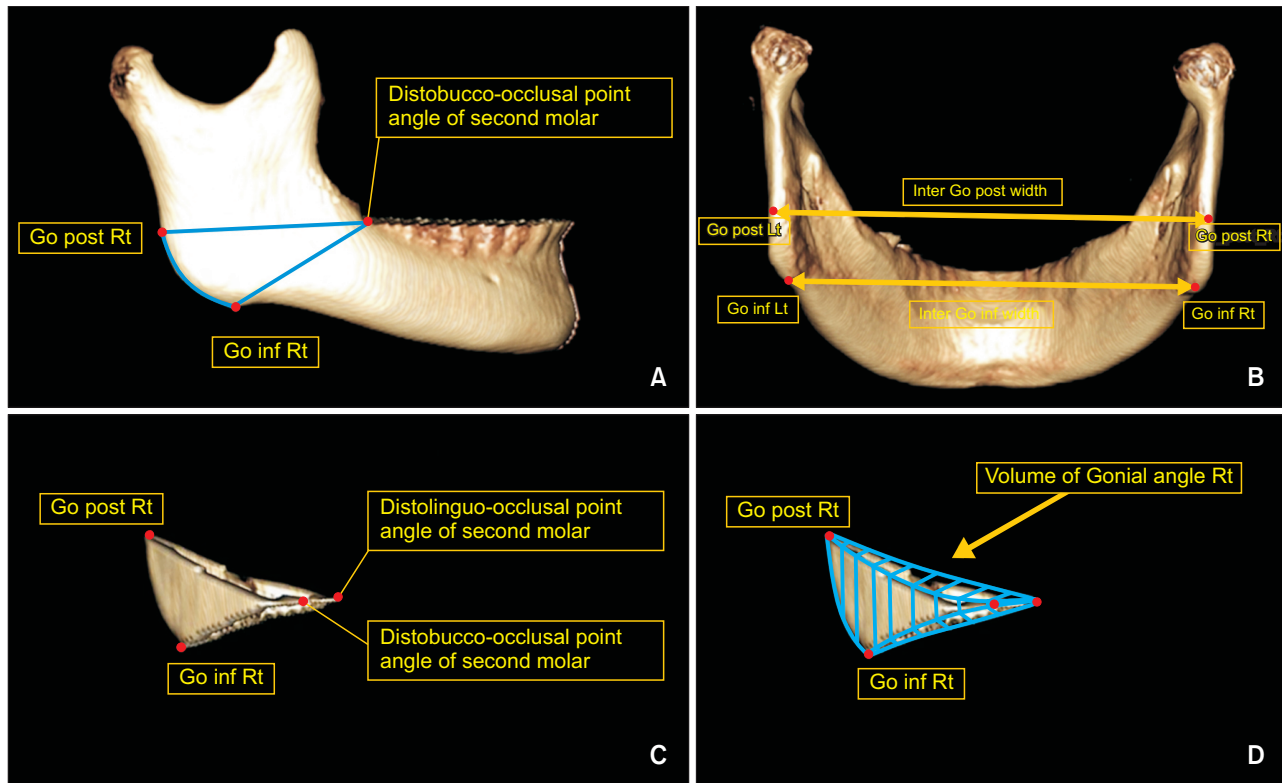 Distobucco-occlusal point
angle of second molar
Go post Rt
Go inf Rt
A
Inter Go post width
Go post Lt
Go post Rt
Go inf Lt
Inter Go inf width
Go inf Rt
B
Go post Rt
Distolinguo-occlusal point
angle of second molar
Distobucco-occlusal point
angle of second molar
Go inf Rt
C
Volume of Gonial angle Rt
Go post Rt
Go inf Rt
D